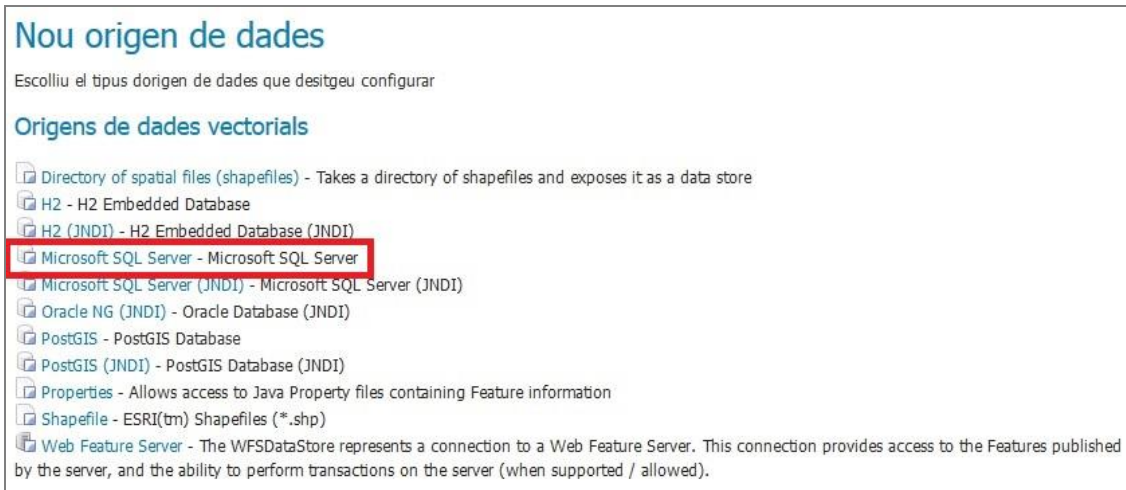 Nou origen de dades
Escolliu el tipus dorigen de dades que desitgeu configurar
Origens de dades vectorials
Directory of spatial files (shapefiles) - Takes a directory of shapefiles and exposes it as a data store
H2 - H2 Embedded Database
H2 (JNDI) - H2 Embedded Database (JNDI)
Microsoft SQL Server - Microsoft SQL Server
Microsoft SQL Server (JNDI) - Microsoft SQL Server (JNDI)
Oracle NG (JNDI) - Oracle Database (JNDI)
PostGIS - PostGIS Database
PostGIS (JNDI) - PostGIS Database (JNDI)
Properties - Allows access to Java Property files containing Feature information
Shapefile - ESRI(tm) Shapefiles (*.shp)
Web Feature Server - The WFSDataStore represents a connection to a Web Feature Server. This connection provides access to the Features published
by the server, and the ability to perform transactions on the server (when supported / allowed).